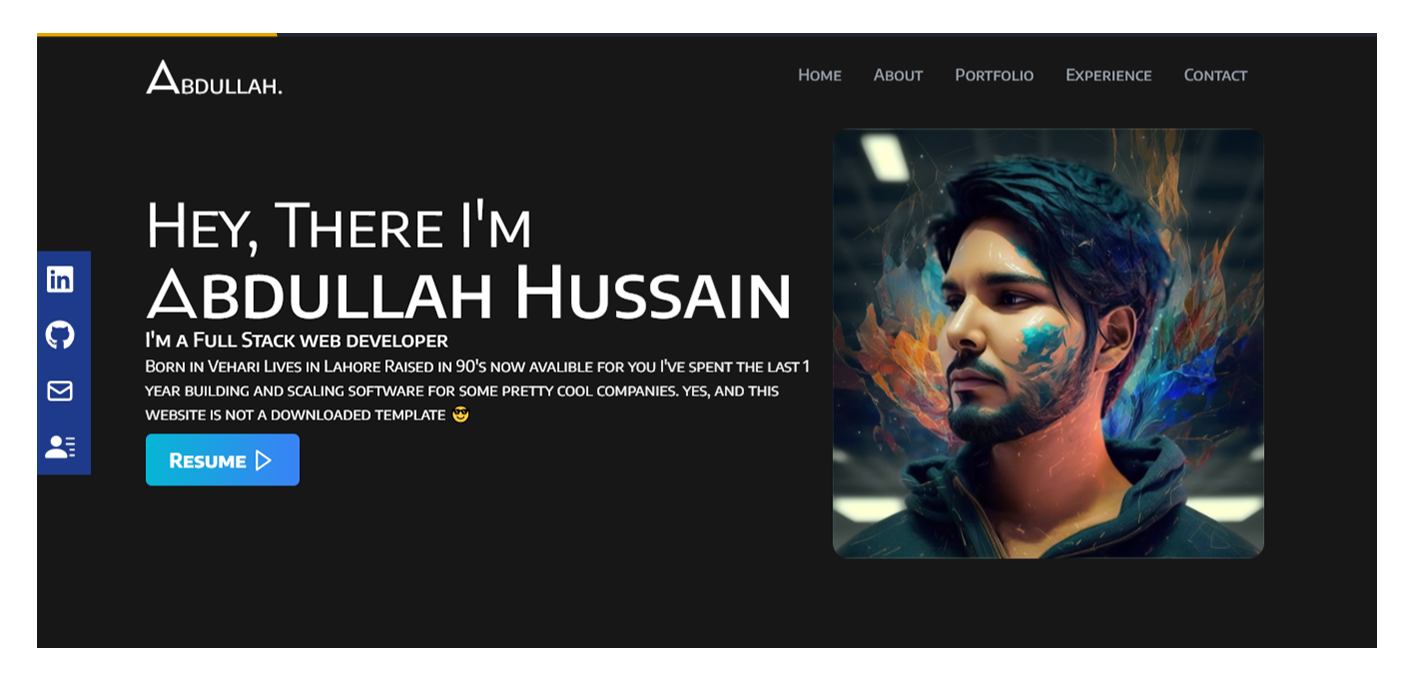 Abdullah.
Home About Portfolio Experience Contact
Hey, There I'm
Abdullah Hussain
I'm a Full Stack web developer
Born in Vehari Lives in Lahore Raised in 90's now avalible for you I've spent the last 1
year building and scaling software for some pretty cool companies. Yes, and this
website is not a downloaded template 😎
Resume
in